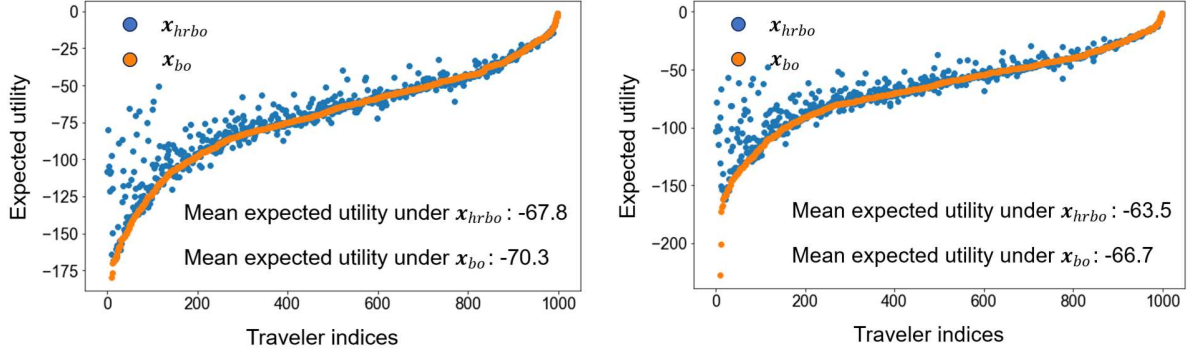 0
−25
−50
−75
−100
−125
−150
−175
Expected utility
x_hrbo
x_bo
Mean expected utility under x_hrbo: -67.8
Mean expected utility under x_bo: -70.3
0 200 400 600 800 1000
Traveler indices
0
−50
−100
−150
−200
Expected utility
x_hrbo
x_bo
Mean expected utility under x_hrbo: -63.5
Mean expected utility under x_bo: -66.7
0 200 400 600 800 1000
Traveler indices